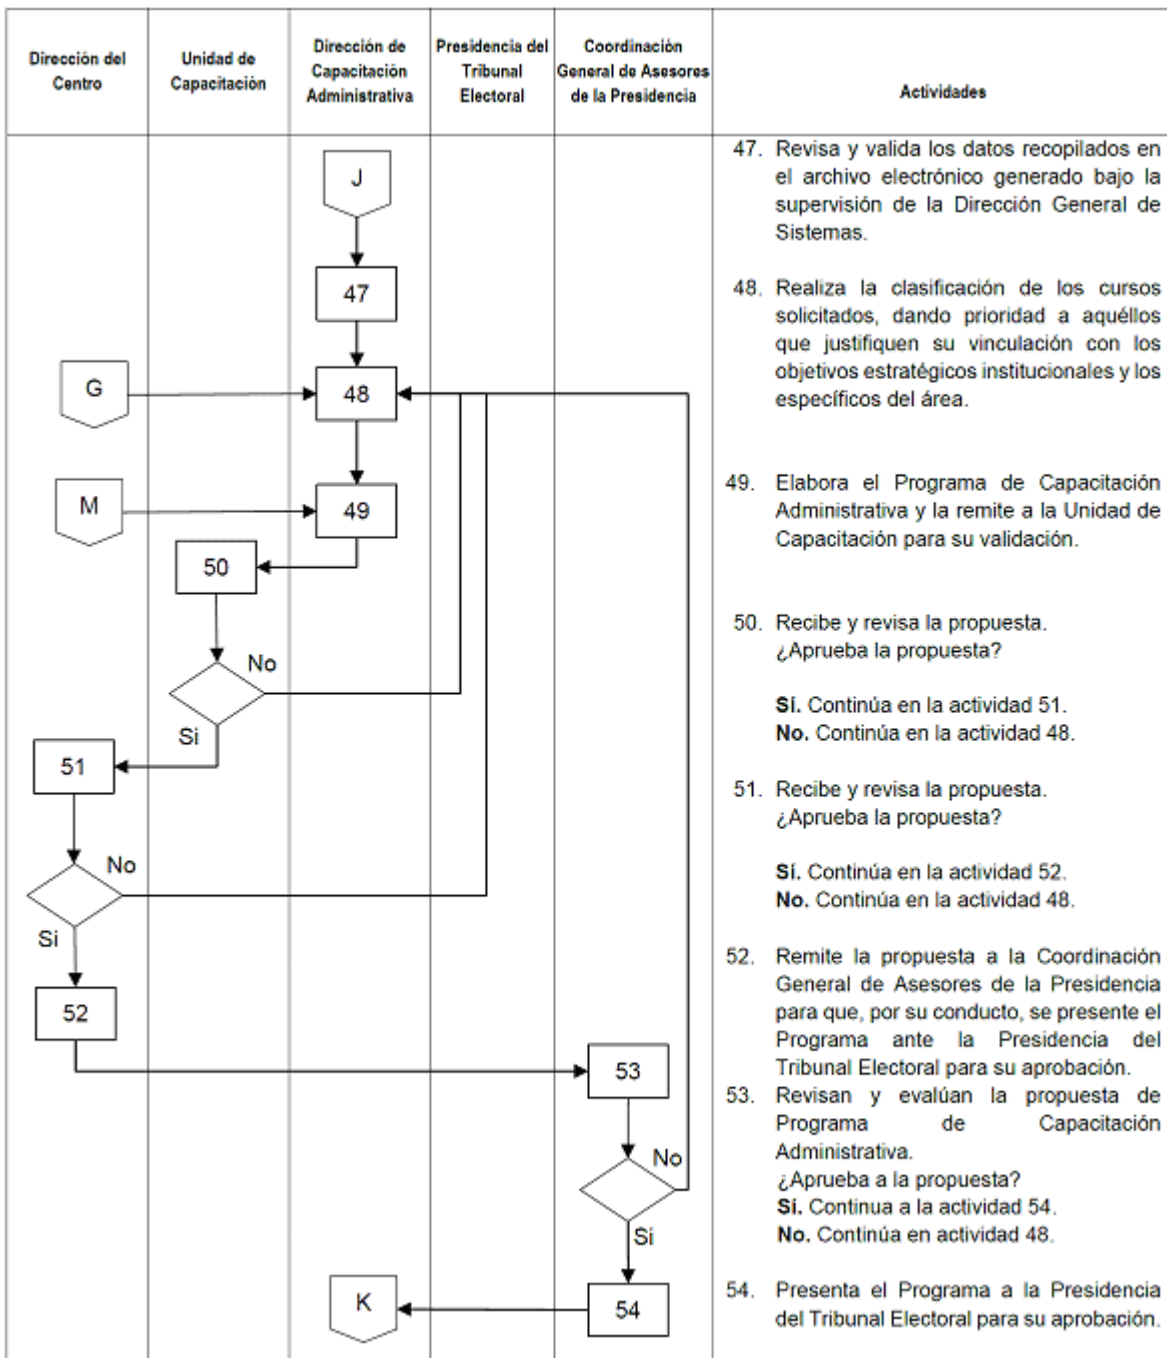 Dirección del
Centro
Unidad de
Capacitación
Dirección de
Capacitación
Administrativa
Presidencia del
Tribunal
Electoral
Coordinación
General de Asesores
de la Presidencia
Actividades
J
47
48
G
49
M
50
No
Si
51
No
Si
52
53
No
Si
54
K
47. Revisa y valida los datos recopilados en
el archivo electrónico generado bajo la
supervisión de la Dirección General de
Sistemas.
48. Realiza la clasificación de los cursos
solicitados, dando prioridad a aquéllos
que justifiquen su vinculación con los
objetivos estratégicos institucionales y los
específicos del área.
49. Elabora el Programa de Capacitación
Administrativa y la remite a la Unidad de
Capacitación para su validación.
50. Recibe y revisa la propuesta.
¿Aprueba la propuesta?
Sí. Continúa en la actividad 51.
No. Continúa en la actividad 48.
51. Recibe y revisa la propuesta.
¿Aprueba la propuesta?
Sí. Continúa en la actividad 52.
No. Continúa en la actividad 48.
52. Remite la propuesta a la Coordinación
General de Asesores de la Presidencia
para que, por su conducto, se presente el
Programa ante la Presidencia del
Tribunal Electoral para su aprobación.
53. Revisan y evalúan la propuesta de
Programa de Capacitación
Administrativa.
¿Aprueba a la propuesta?
Sí. Continua a la actividad 54.
No. Continúa en actividad 48.
54. Presenta el Programa a la Presidencia
del Tribunal Electoral para su aprobación.